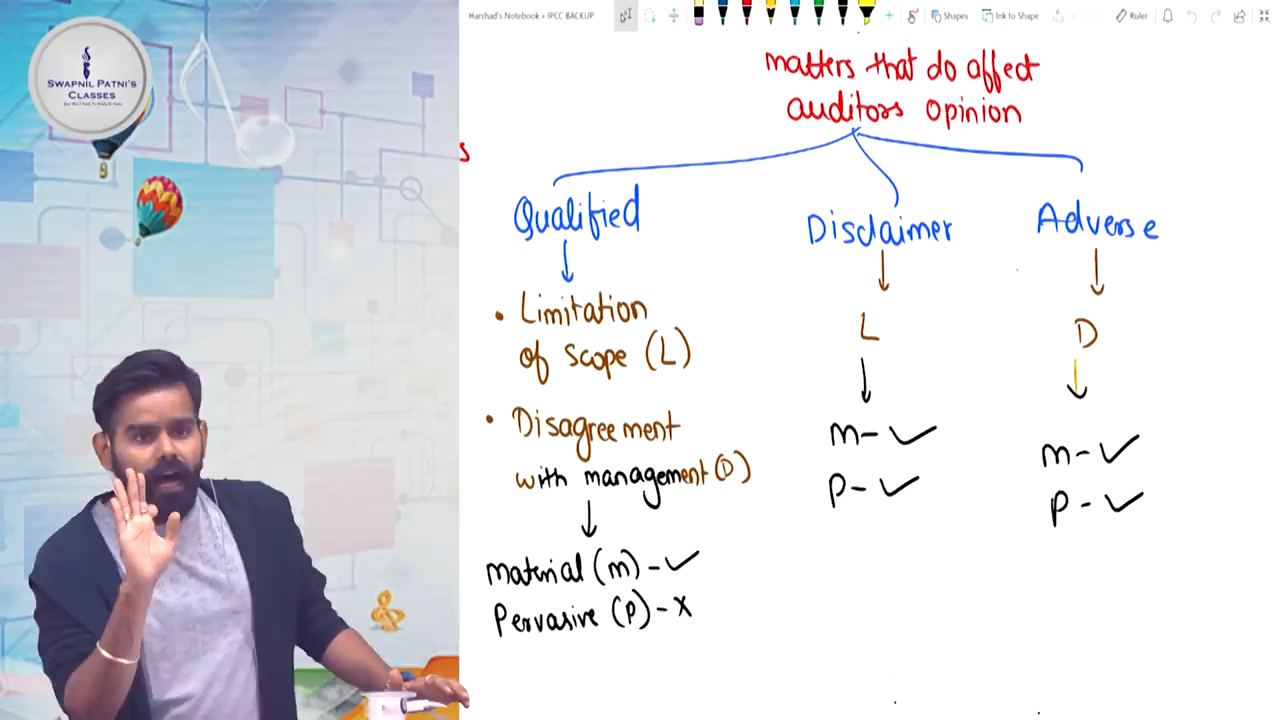 SWAPNIL PATNI'S
CLASSES
Harshad's Notebook » IPCC BACKUP
Shapes
Ink to Shape
Ruler
matters that do affect
auditors opinion
s
Qualified
Disclaimer
Adverse
• Limitation
of scope (L)
L
D
• Disagreement
with management (D)
m - ✓
P - ✓
m - ✓
P - ✓
Material (m) - ✓
Pervasive (P) - x